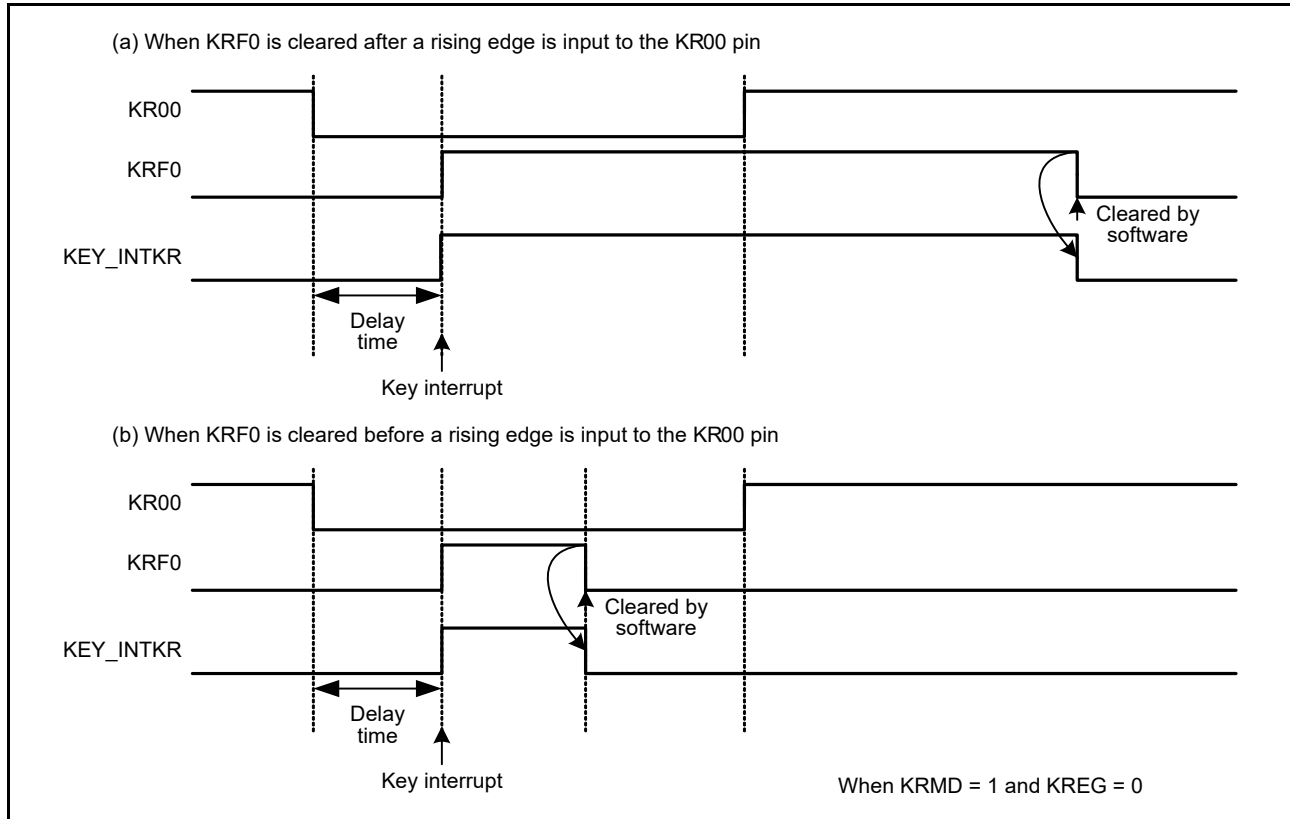 (a) When KRF0 is cleared after a rising edge is input to the KR00 pin
KR00
KRF0
Cleared by
software
KEY_INTKR
Delay
time
Key interrupt
(b) When KRF0 is cleared before a rising edge is input to the KR00 pin
KR00
KRF0
Cleared by
software
KEY_INTKR
Delay
time
Key interrupt
When KRMD = 1 and KREG = 0